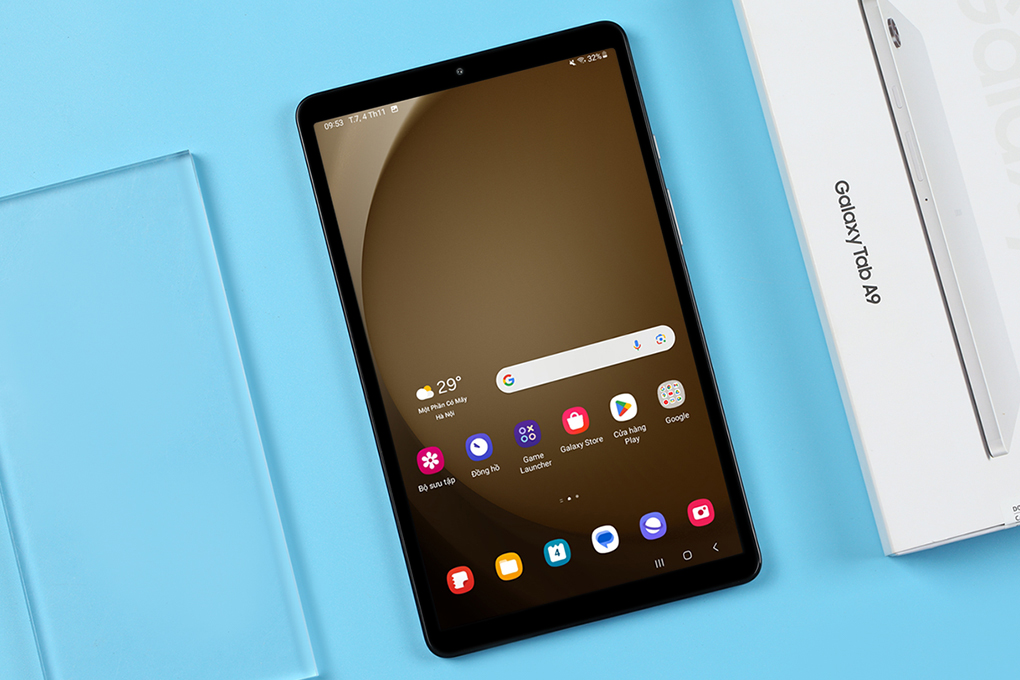 09:53 T.7, 4 Th11
32%
29°
Một Phần Có Mây
Hà Nội
G
Bộ sưu tập
Đồng hồ
Game
Launcher
Galaxy Store
Cửa hàng
Play
Google
4
Galaxy Tab A9
Galaxy